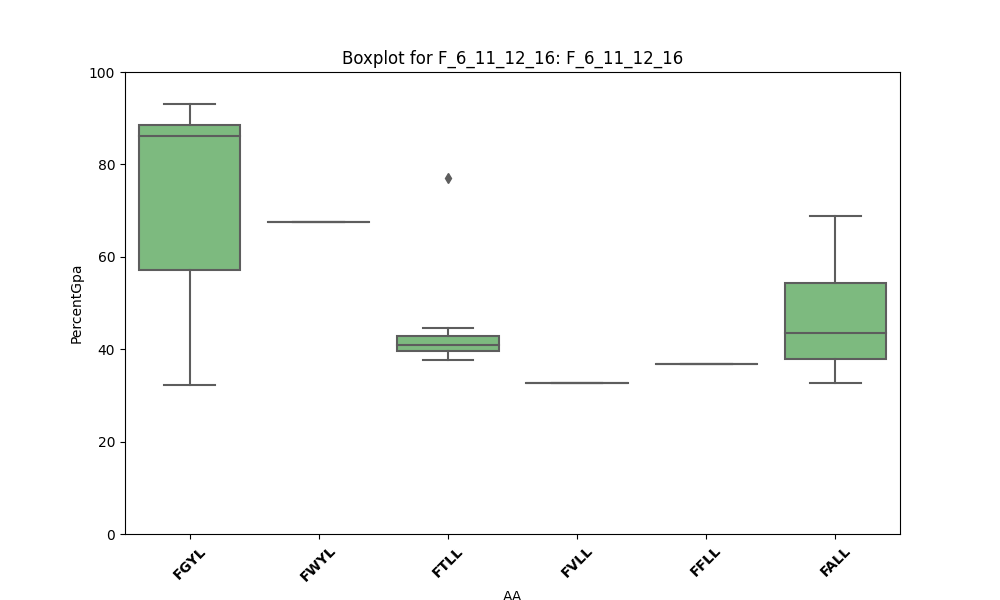 Boxplot for F_6_11_12_16: F_6_11_12_16
100
80
60
40
20
0
PercentGpa
FGYL
FWYL
FTLL
FVLL
FFLL
FALL
AA